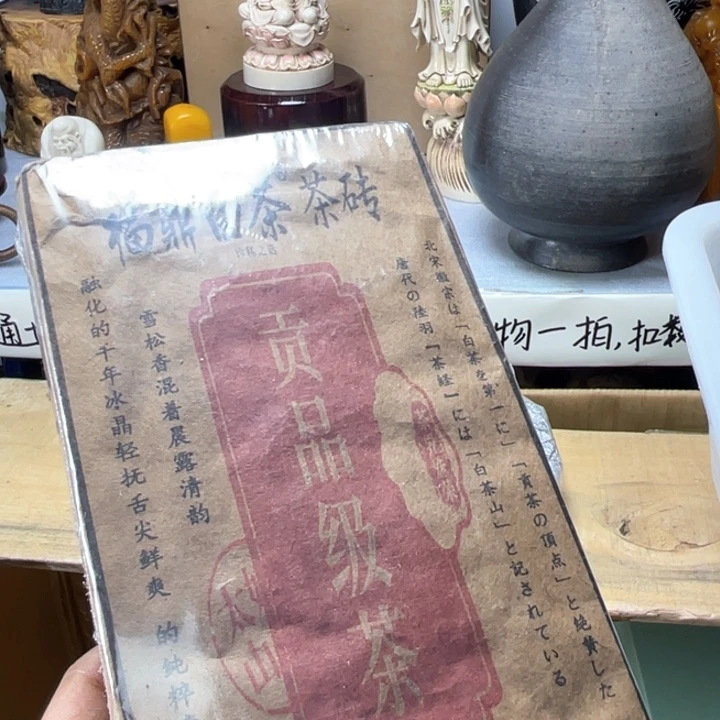 福鼎白茶茶砖
北宋徽宗は「白茶を第一に」「貢茶の頂点」と絶賛した
唐代の陸羽『茶経』には「白茶山」と記されている
贡品级茶
雪松香混着晨露清韵
融化的千年冰晶轻抚舌尖鲜爽 的纯粹
物一拍,扣